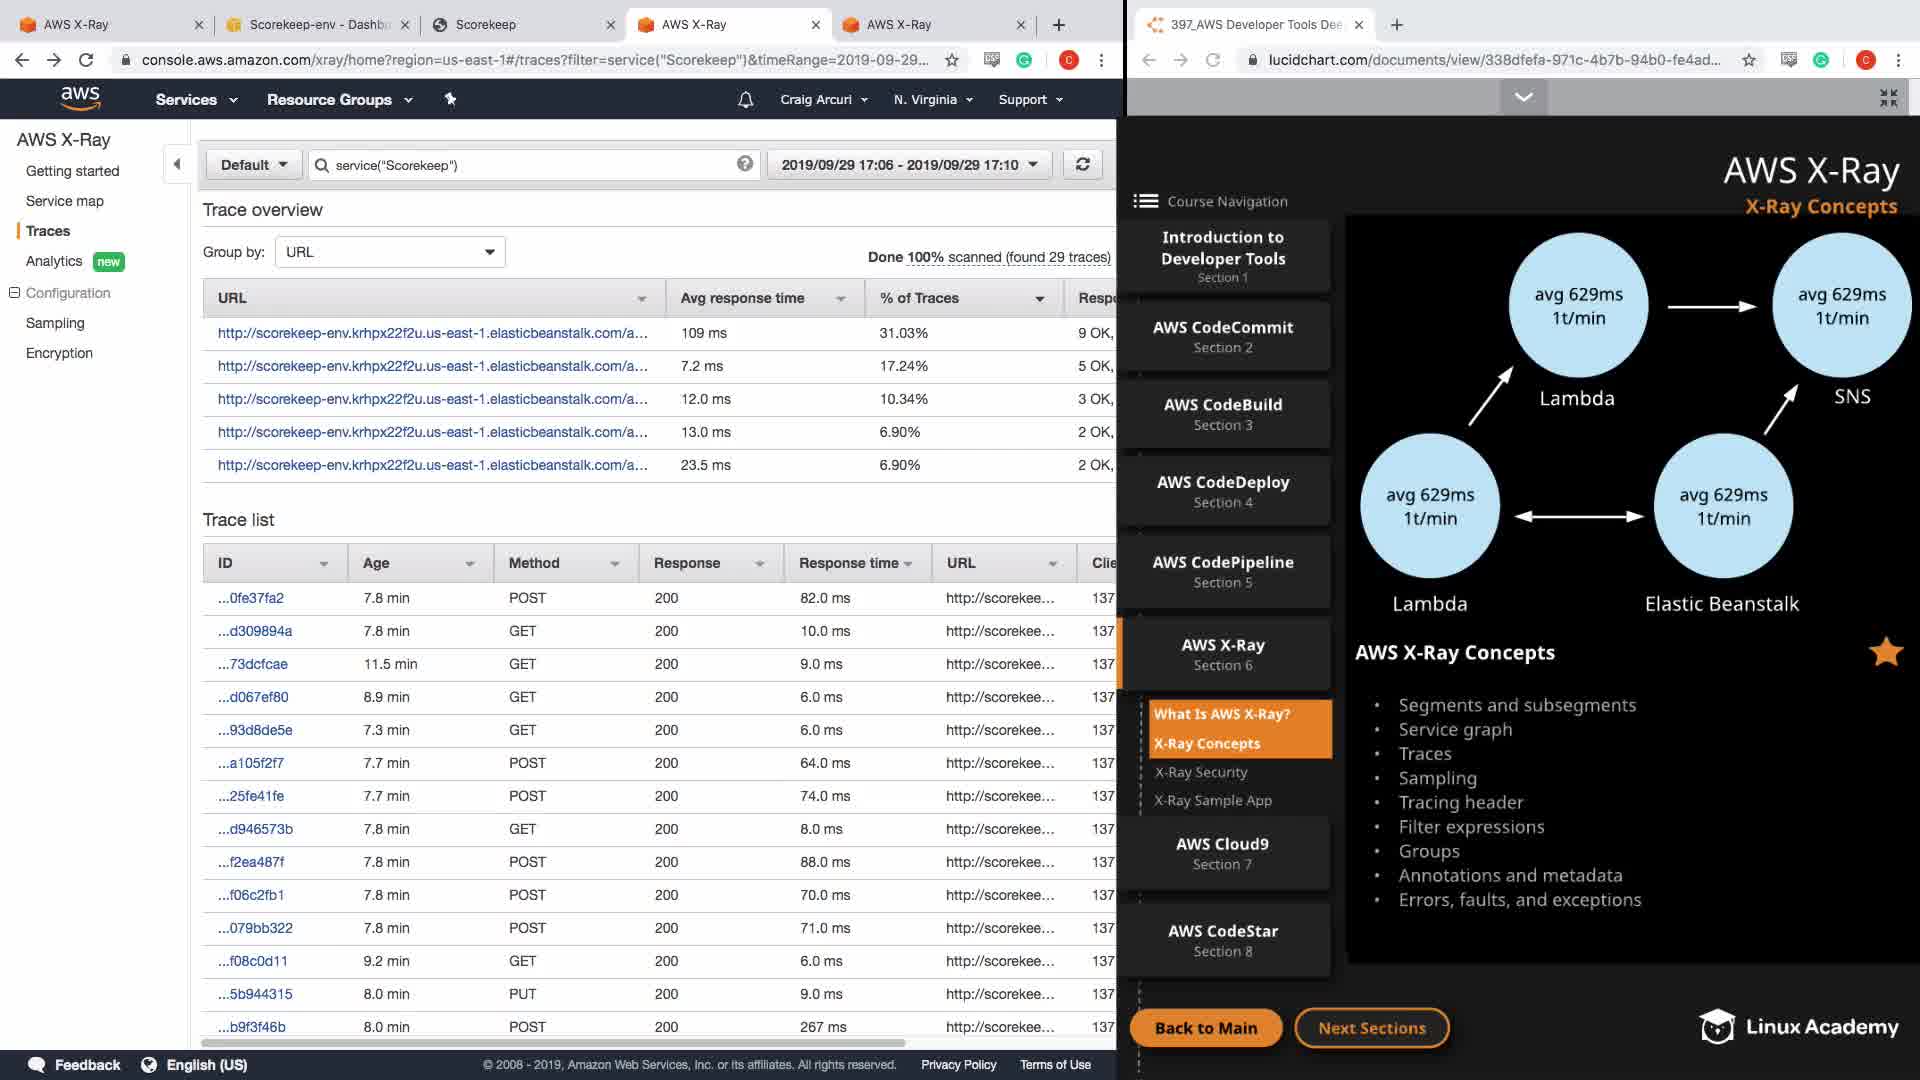 AWS X-Ray
Scorekeep-env - Dashbo
Scorekeep
AWS X-Ray
AWS X-Ray
console.aws.amazon.com/xray/home?region=us-east-1#/traces?filter=service("Scorekeep")&timeRange=2019-09-29...
C
aws
Services
Resource Groups
Craig Arcuri
N. Virginia
Support
AWS X-Ray
Getting started
Service map
Traces
Analytics new
Configuration
Sampling
Encryption
Default
service("Scorekeep")
2019/09/29 17:06 - 2019/09/29 17:10
Trace overview
Group by: URL
Done 100% scanned (found 29 traces)
URL Avg response time % of Traces Respo
http://scorekeep-env.krhpx22f2u.us-east-1.elasticbeanstalk.com/a... 109 ms 31.03% 9 OK,
http://scorekeep-env.krhpx22f2u.us-east-1.elasticbeanstalk.com/a... 7.2 ms 17.24% 5 OK,
http://scorekeep-env.krhpx22f2u.us-east-1.elasticbeanstalk.com/a... 12.0 ms 10.34% 3 OK,
http://scorekeep-env.krhpx22f2u.us-east-1.elasticbeanstalk.com/a... 13.0 ms 6.90% 2 OK,
http://scorekeep-env.krhpx22f2u.us-east-1.elasticbeanstalk.com/a... 23.5 ms 6.90% 2 OK,
Trace list
ID Age Method Response Response time URL Clie
...0fe37fa2 7.8 min POST 200 82.0 ms http://scorekee... 137
...d309894a 7.8 min GET 200 10.0 ms http://scorekee... 137
...73dcfcae 11.5 min GET 200 9.0 ms http://scorekee... 137
...d067ef80 8.9 min GET 200 6.0 ms http://scorekee... 137
...93d8de5e 7.3 min GET 200 6.0 ms http://scorekee... 137
...a105f2f7 7.7 min POST 200 64.0 ms http://scorekee... 137
...25fe41fe 7.7 min POST 200 74.0 ms http://scorekee... 137
...d946573b 7.8 min GET 200 8.0 ms http://scorekee... 137
...f2ea487f 7.8 min POST 200 88.0 ms http://scorekee... 137
...f06c2fb1 7.8 min POST 200 70.0 ms http://scorekee... 137
...079bb322 7.8 min POST 200 71.0 ms http://scorekee... 137
...f08c0d11 9.2 min GET 200 6.0 ms http://scorekee... 137
...5b944315 8.0 min PUT 200 9.0 ms http://scorekee... 137
...b9f3f46b 8.0 min POST 200 267 ms http://scorekee... 137
Feedback
English (US)
© 2008 - 2019, Amazon Web Services, Inc. or its affiliates. All rights reserved.
Privacy Policy
Terms of Use
397_AWS Developer Tools Dee
lucidchart.com/documents/view/338dfefa-971c-4b7b-94b0-fe4ad...
C
AWS X-Ray
X-Ray Concepts
Course Navigation
Introduction to
Developer Tools
Section 1
AWS CodeCommit
Section 2
AWS CodeBuild
Section 3
AWS CodeDeploy
Section 4
AWS CodePipeline
Section 5
AWS X-Ray
Section 6
What Is AWS X-Ray?
X-Ray Concepts
X-Ray Security
X-Ray Sample App
AWS Cloud9
Section 7
AWS CodeStar
Section 8
Back to Main
Next Sections
avg 629ms
1t/min
Lambda
avg 629ms
1t/min
SNS
avg 629ms
1t/min
Lambda
avg 629ms
1t/min
Elastic Beanstalk
AWS X-Ray Concepts
• Segments and subsegments
• Service graph
• Traces
• Sampling
• Tracing header
• Filter expressions
• Groups
• Annotations and metadata
• Errors, faults, and exceptions
Linux Academy